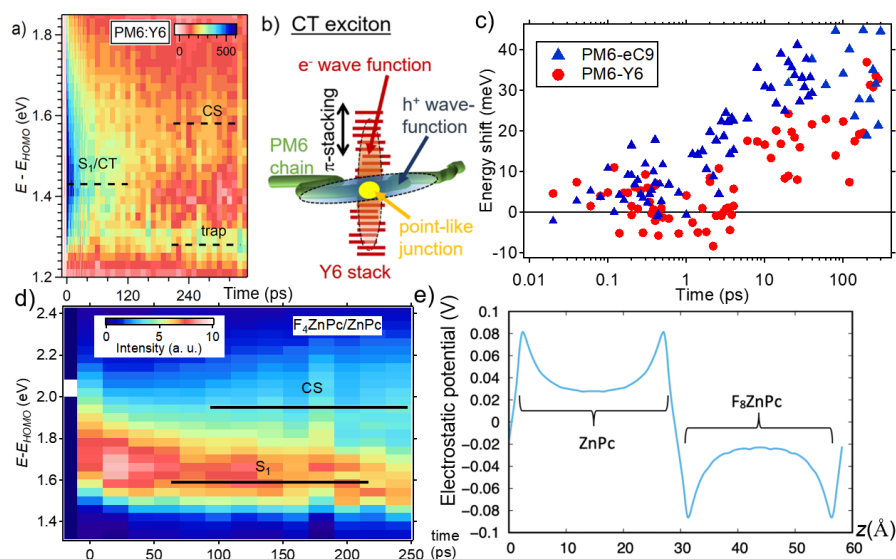 a)
PM6:Y6
0
500
1.8
1.6
1.4
1.2
E - E_HOMO (eV)
CS
S₁/CT
trap
0
120
240
Time (ps)
b)
CT exciton
e⁻ wave function
h⁺ wave-
function
π-stacking
PM6
chain
point-like
junction
Y6 stack
c)
PM6-eC9
PM6-Y6
40
30
20
10
0
-10
Energy shift (meV)
0.01
0.1
1
10
100
Time (ps)
d)
0
5
10
Intensity (a. u.)
F₄ZnPc/ZnPc
2.4
2.2
2.0
1.8
1.6
1.4
E-E_HOMO (eV)
CS
S₁
0
50
100
150
200
250
time
(ps)
e)
0.1
0.08
0.06
0.04
0.02
0
−0.02
−0.04
−0.06
−0.08
−0.1
Electrostatic potential (V)
ZnPc
F₈ZnPc
0
10
20
30
40
50
60
z(Å)